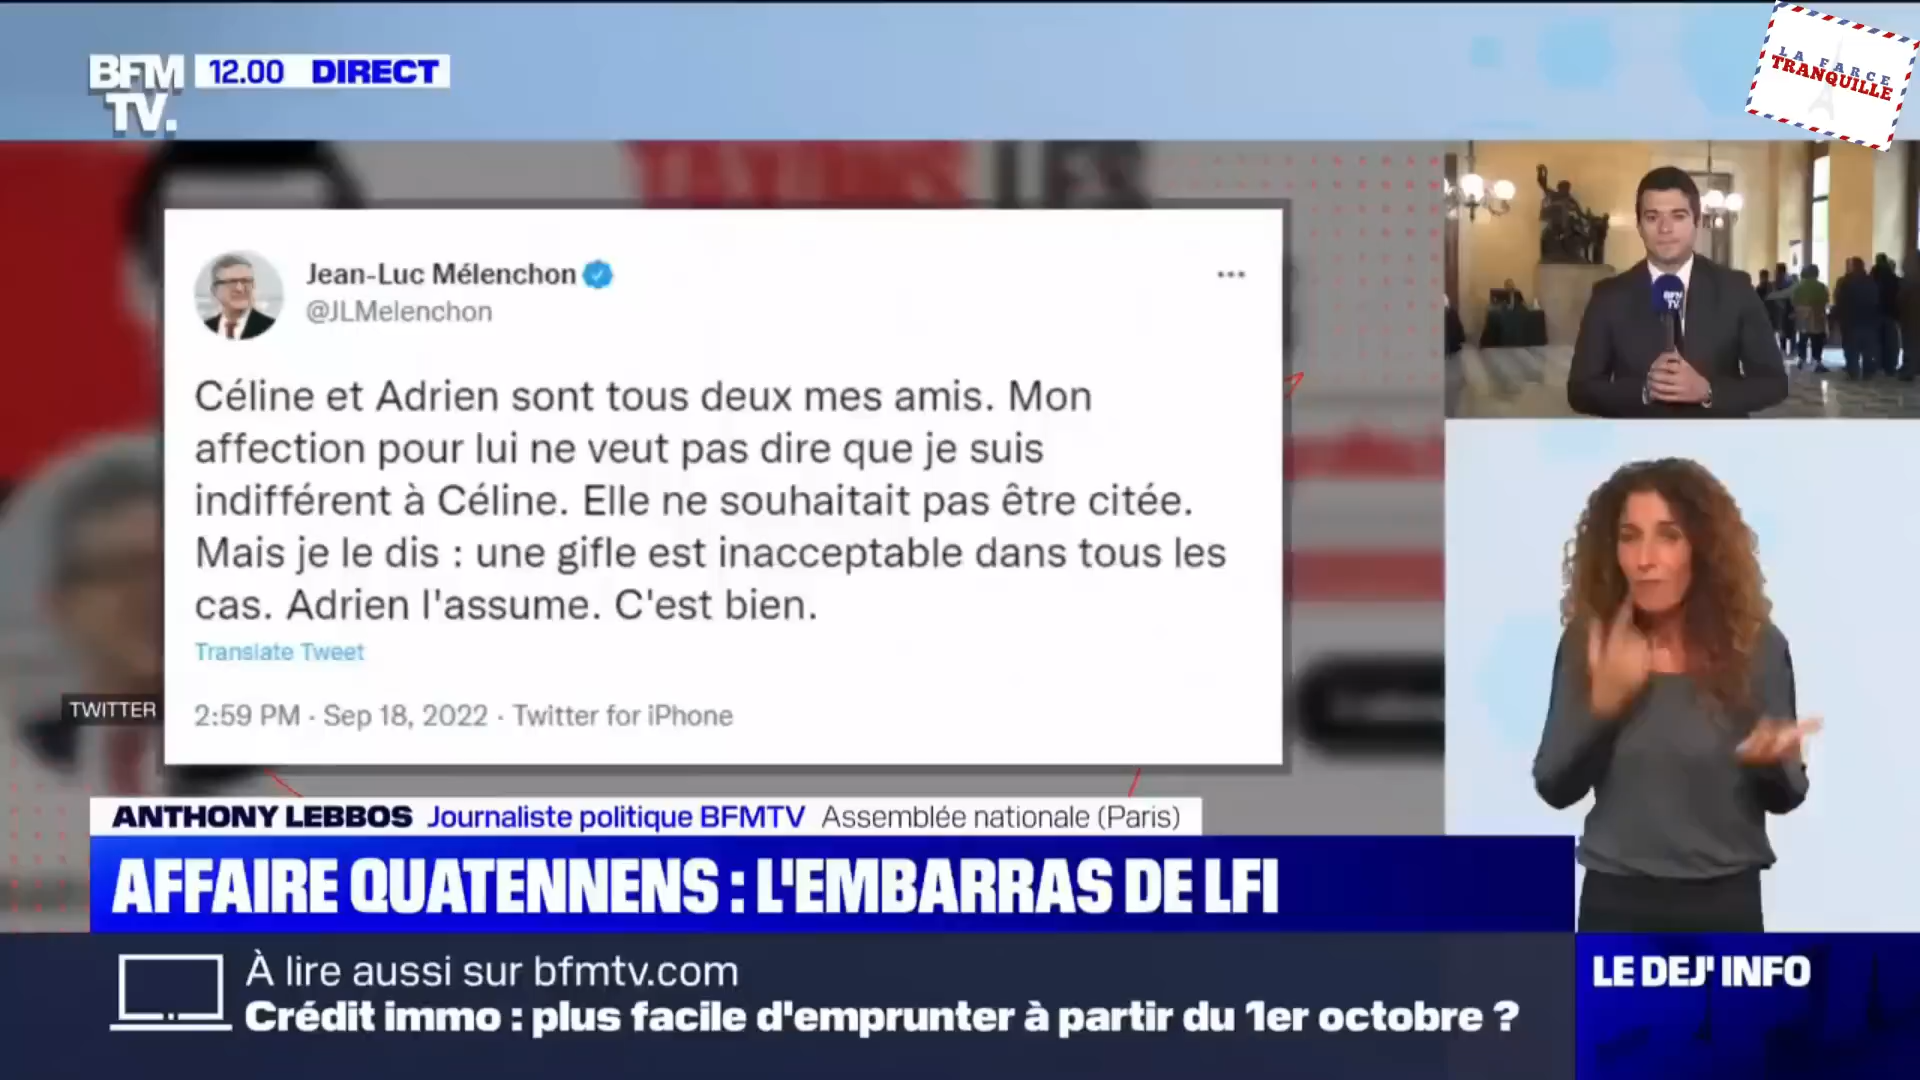 BFM
TV.
12.00 DIRECT
LA FARCE
TRANQUILLE
BFM
TV.
Jean-Luc Mélenchon
@JLMelenchon
Céline et Adrien sont tous deux mes amis. Mon
affection pour lui ne veut pas dire que je suis
indifférent à Céline. Elle ne souhaitait pas être citée.
Mais je le dis : une gifle est inacceptable dans tous les
cas. Adrien l'assume. C'est bien.
Translate Tweet
2:59 PM · Sep 18, 2022 · Twitter for iPhone
TWITTER
ANTHONY LEBBOS Journaliste politique BFMTV Assemblée nationale (Paris)
AFFAIRE QUATENNENS : L'EMBARRAS DE LFI
À lire aussi sur bfmtv.com
Crédit immo : plus facile d'emprunter à partir du 1er octobre ?
LE DEJ' INFO